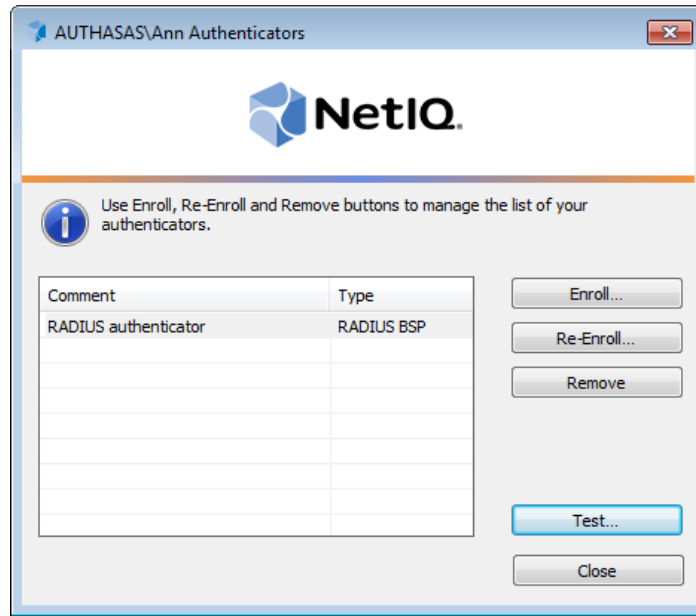 AUTHASAS\Ann Authenticators
NetIQ.
Use Enroll, Re-Enroll and Remove buttons to manage the list of your
authenticators.
Comment Type
RADIUS authenticator RADIUS BSP
Enroll...
Re-Enroll...
Remove
Test...
Close